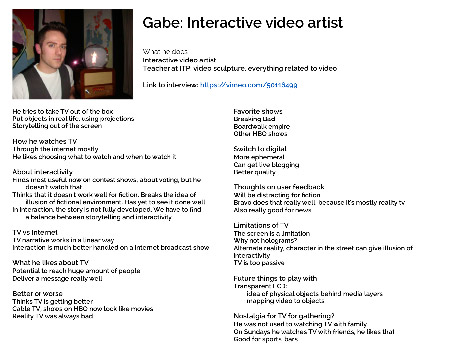 Gabe: Interactive video artist
What he does
Interactive video artist
Teacher at ITP: video sculpture, everything related to video
Link to interview: https://vimeo.com/50116499
He tries to take TV out of the box
Put objects in real life, using projections
Storytelling out of the screen
How he watches TV
Through the internet mostly
He likes choosing what to watch and when to watch it
About interactivity
Finds most useful now on contest shows, about voting, but he
doesn't watch that
Thinks that it doesn't work well for fiction. Breaks the idea of
illusion of fictional environment. Has yet to see it done well
In interaction, the story is not fully developed. We have to find
a balance between storytelling and interactivity
TV vs Internet
TV narrative works in a linear way
Interaction is much better handled on a internet broadcast show
What he likes about TV
Potential to reach huge amount of people
Deliver a message really well
Better or worse
Thinks TV is getting better
Cable TV, shows on HBO now look like movies
Reality TV was always bad
Favorite shows
Breaking Bad
Boardwalk empire
Other HBO shows
Switch to digital
More ephemeral
Can get live blogging
Better quality
Thoughts on user feedback
Will be distracting for fiction
Bravo does that really well, because it's mostly reality tv
Also really good for news
Limitations of TV
The screen is a limitation
Why not holograms?
Alternate reality, character in the street can give illusion of
interactivity
TV is too passive
Future things to play with
Transparent LCD:
idea of physical objects behind media layers
mapping video to objects
Nostalgia for TV for gathering?
He was not used to watching TV with family
On Sundays he watches TV with friends, he likes that
Good for sports, bars